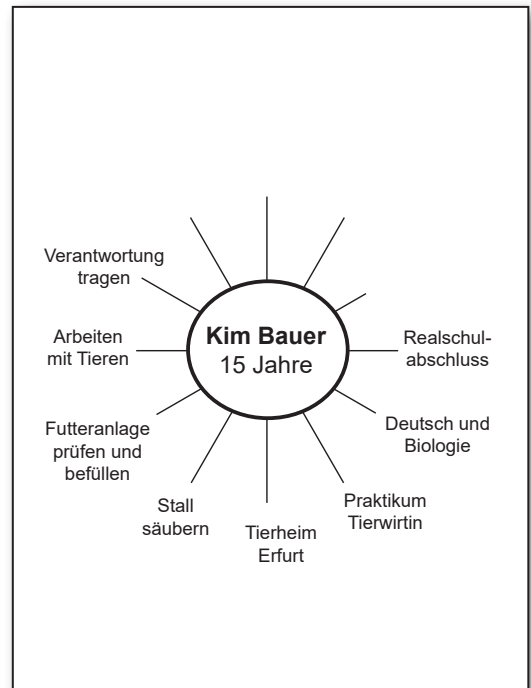 Verantwortung
tragen
Kim Bauer
15 Jahre
Arbeiten
mit Tieren
Realschul-
abschluss
Futteranlage
prüfen und
befüllen
Deutsch und
Biologie
Stall
säubern
Praktikum
Tierwirtin
Tierheim
Erfurt